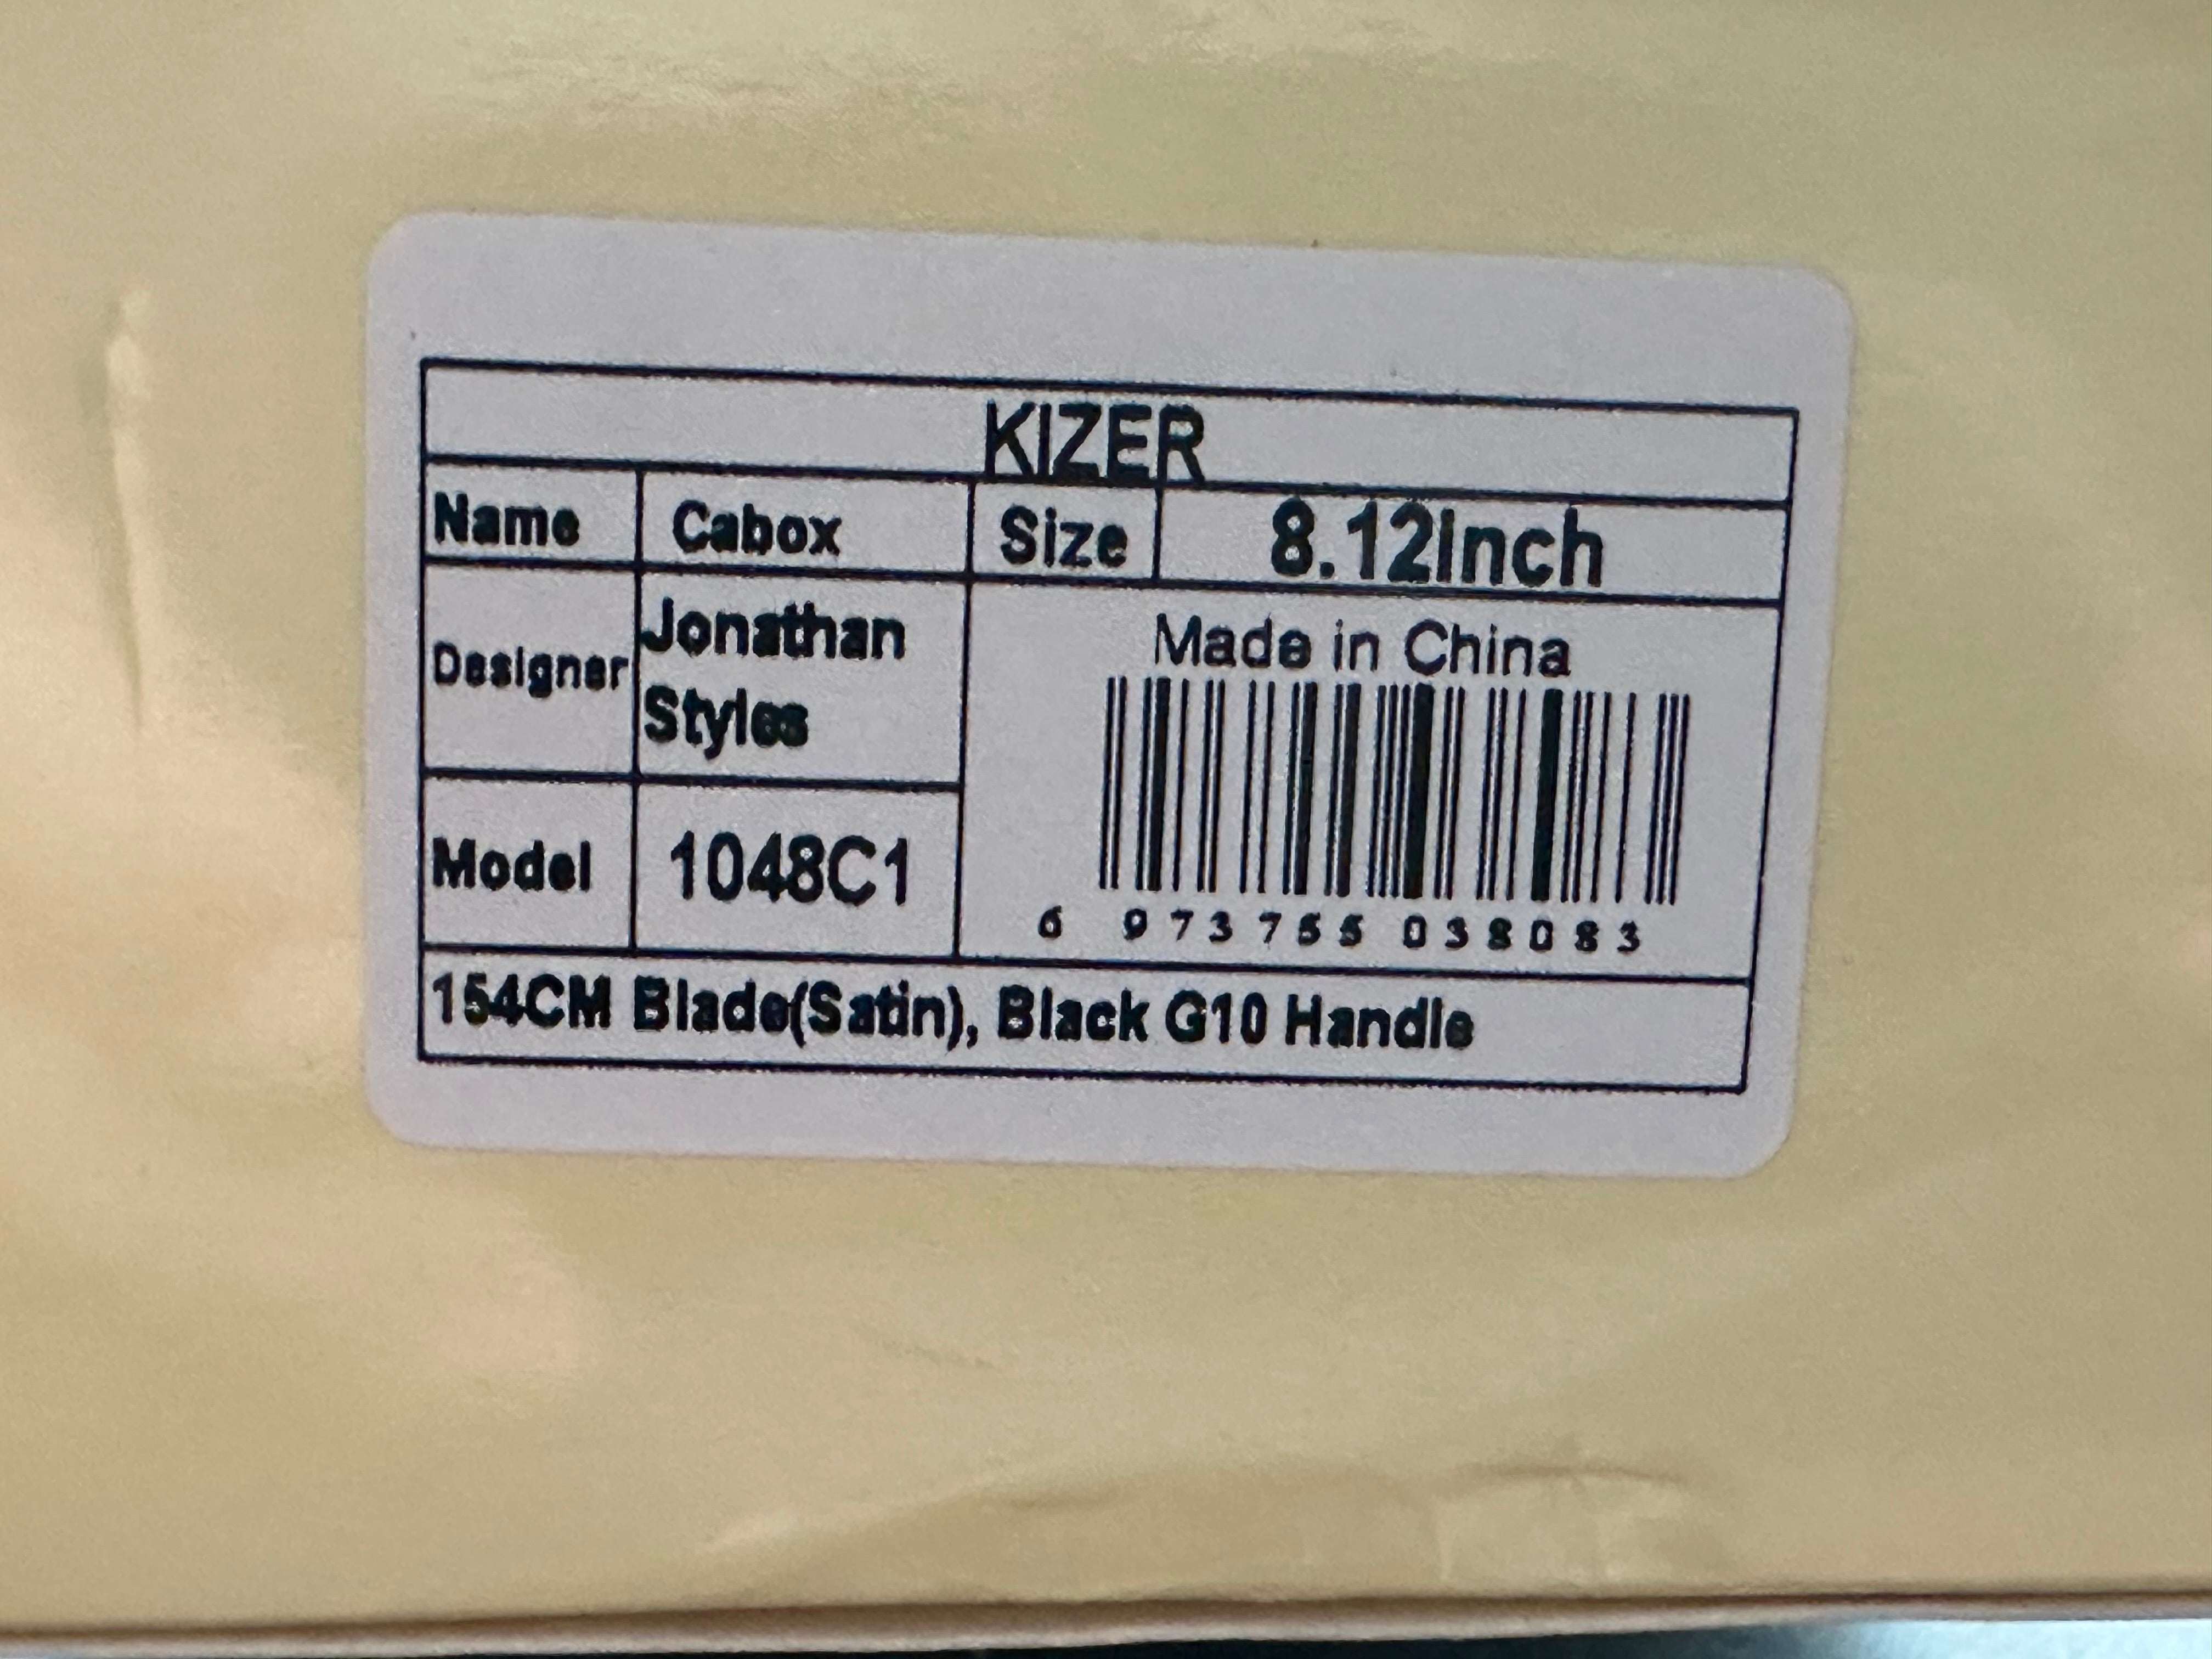 KIZER
Name Cabox Size 8.12Inch
Designer Jonathan Styles
Made in China
Model 1048C1
6 973755 038083
154CM Blade(Satin), Black G10 Handle